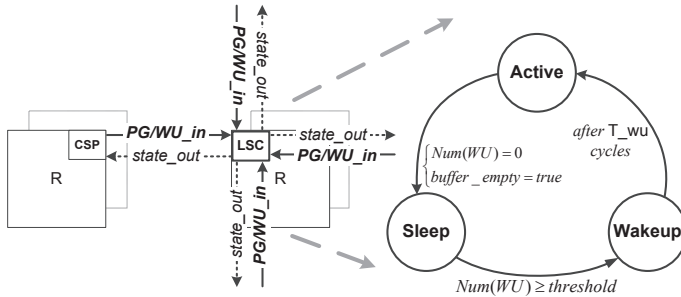 PG/WU_in
state_out
CSP
PG/WU_in
state_out
R
LSC
state_out
PG/WU_in
R
state_out
PG/WU_in
Active
after T_wu
cycles
Num(WU) = 0
buffer_empty = true
Sleep
Wakeup
Num(WU) ≥ threshold